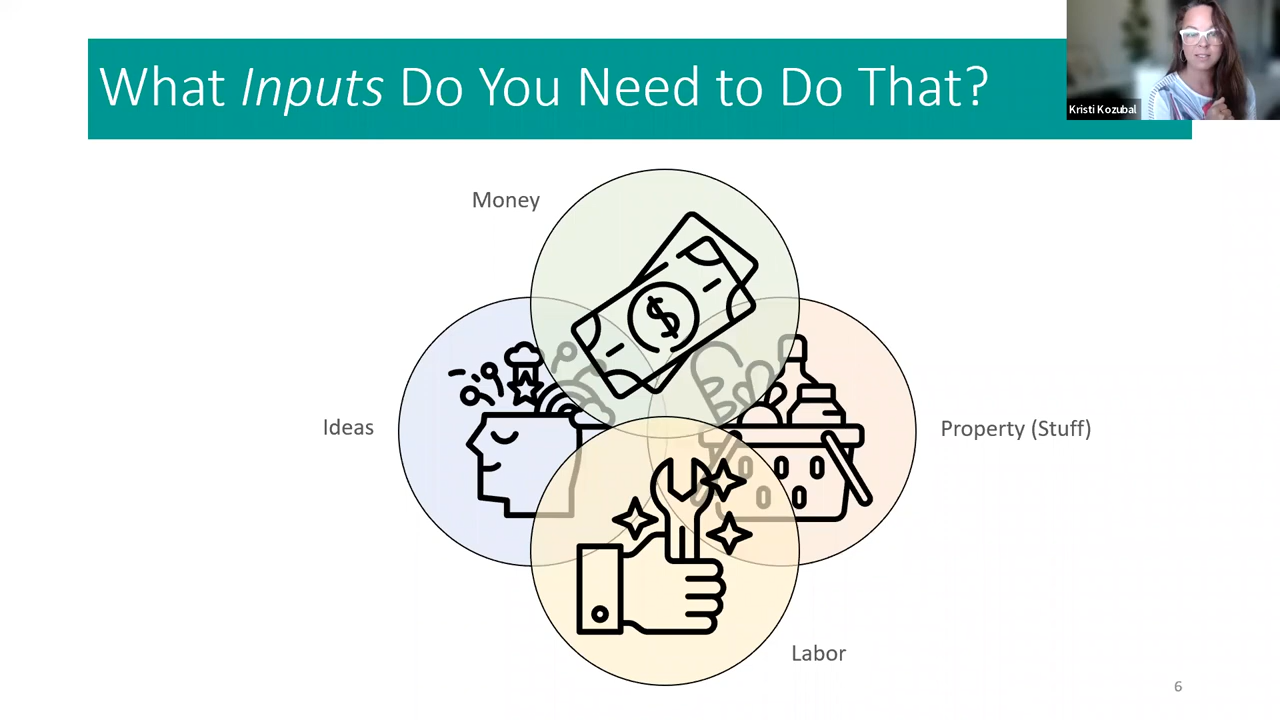 What Inputs Do You Need to Do That?
Kristi Kozubal
Money
$
Ideas
Property (Stuff)
Labor
6